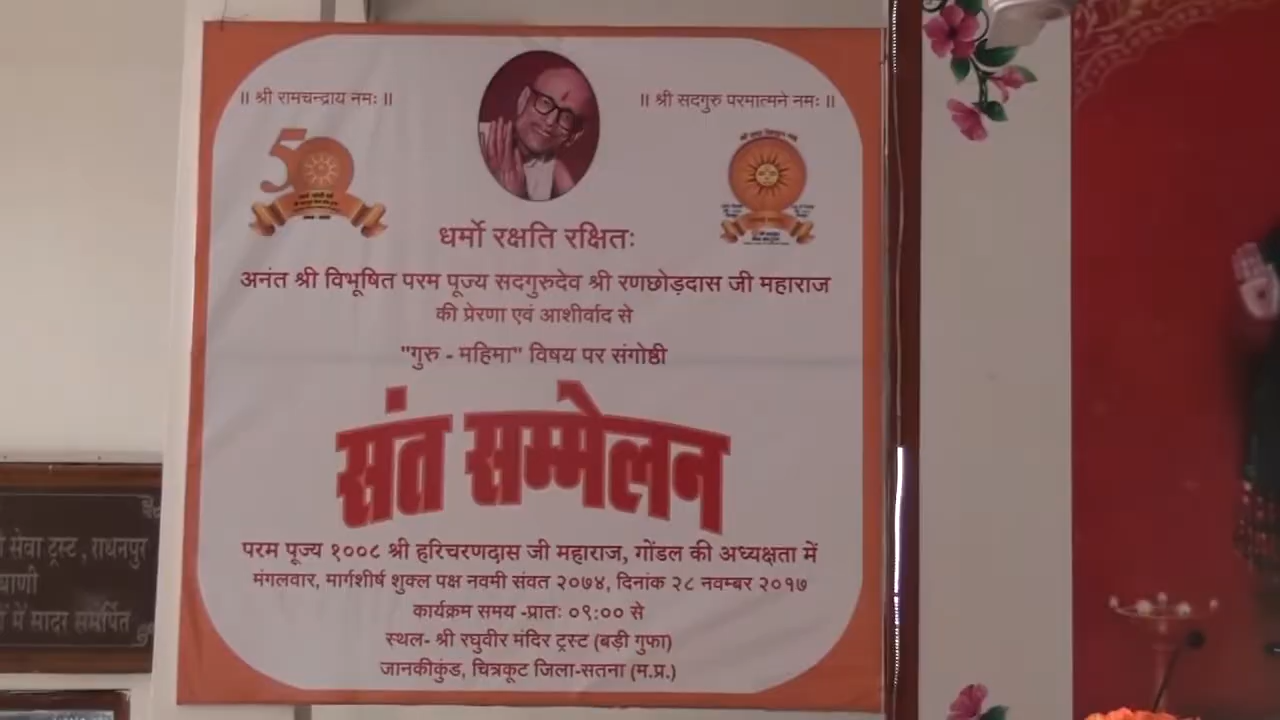 ॥ श्री रामचन्द्राय नमः ॥
॥ श्री सदगुरु परमात्मने नमः ॥
50
धर्मो रक्षति रक्षितः
अनंत श्री विभूषित परम पूज्य सदगुरुदेव श्री रणछोड़दास जी महाराज
की प्रेरणा एवं आशीर्वाद से
"गुरु - महिमा" विषय पर संगोष्ठी
संत सम्मेलन
परम पूज्य १००८ श्री हरिचरणदास जी महाराज, गोंडल की अध्यक्षता में
मंगलवार, मार्गशीर्ष शुक्ल पक्ष नवमी संवत २०७४, दिनांक २८ नवम्बर २०१७
कार्यक्रम समय -प्रातः ०९:०० से
स्थल- श्री रघुवीर मंदिर ट्रस्ट (बड़ी गुफा)
जानकीकुंड, चित्रकूट जिला-सतना (म.प्र.)
सेवा ट्रस्ट , राधनपुर
में सादर समर्पित